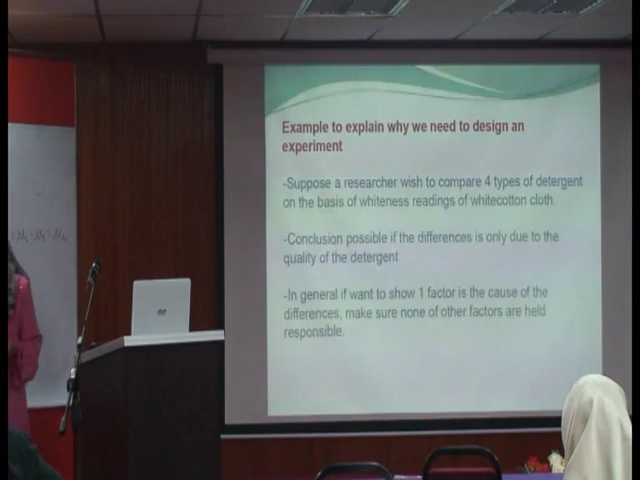 Example to explain why we need to design an
experiment
-Suppose a researcher wish to compare 4 types of detergent
on the basis of whiteness readings of whitecotton cloth.
-Conclusion possible if the differences is only due to the
quality of the detergent
-In general if want to show 1 factor is the cause of the
differences, make sure none of other factors are held
responsible.